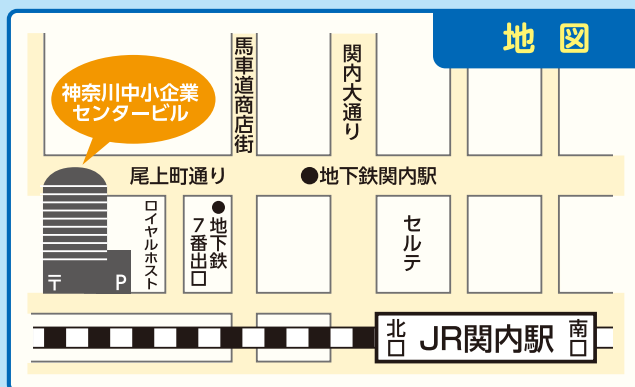 地 図
神奈川中小企業
センタービル
馬車道商店街
関内大通り
尾上町通り
●地下鉄関内駅
ロイヤルホスト
●地下鉄
7番出口
セルテ
〒 P
北口
JR関内駅
南口